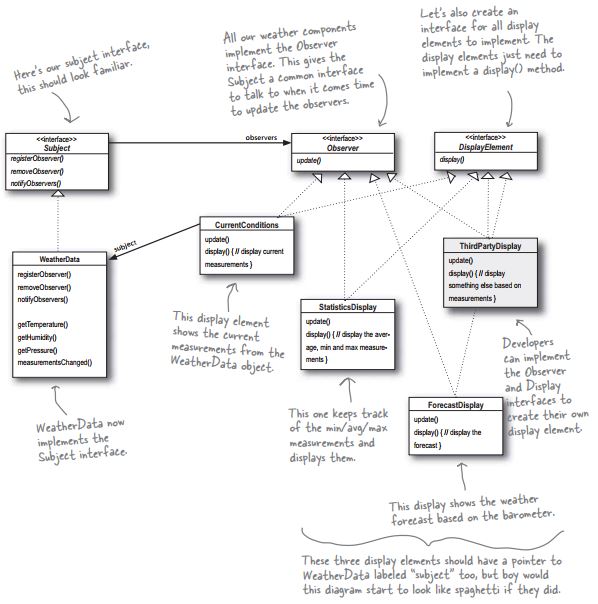 Here's our subject interface,
this should look familiar.
All our weather components
implement the Observer
interface. This gives the
Subject a common interface
to talk to when it comes time
to update the observers.
Let's also create an
interface for all display
elements to implement. The
display elements just need to
implement a display() method.
<<interface>>
Subject
registerObserver()
removeObserver()
notifyObservers()
observers
<<interface>>
Observer
update()
<<interface>>
DisplayElement
display()
WeatherData
registerObserver()
removeObserver()
notifyObservers()
getTemperature()
getHumidity()
getPressure()
measurementsChanged()
subject
CurrentConditions
update()
display() { // display current
measurements }
ThirdPartyDisplay
update()
display() { // display
something else based on
measurements }
StatisticsDisplay
update()
display() { // display the aver-
age, min and max measure-
ments }
ForecastDisplay
update()
display() { // display the
forecast }
This display element
shows the current
measurements from the
WeatherData object.
Developers
can implement
the Observer
and Display
interfaces to
create their own
display element.
WeatherData now
implements the
Subject interface.
This one keeps track
of the min/avg/max
measurements and
displays them.
This display shows the weather
forecast based on the barometer.
These three display elements should have a pointer to
WeatherData labeled "subject" too, but boy would
this diagram start to look like spaghetti if they did.